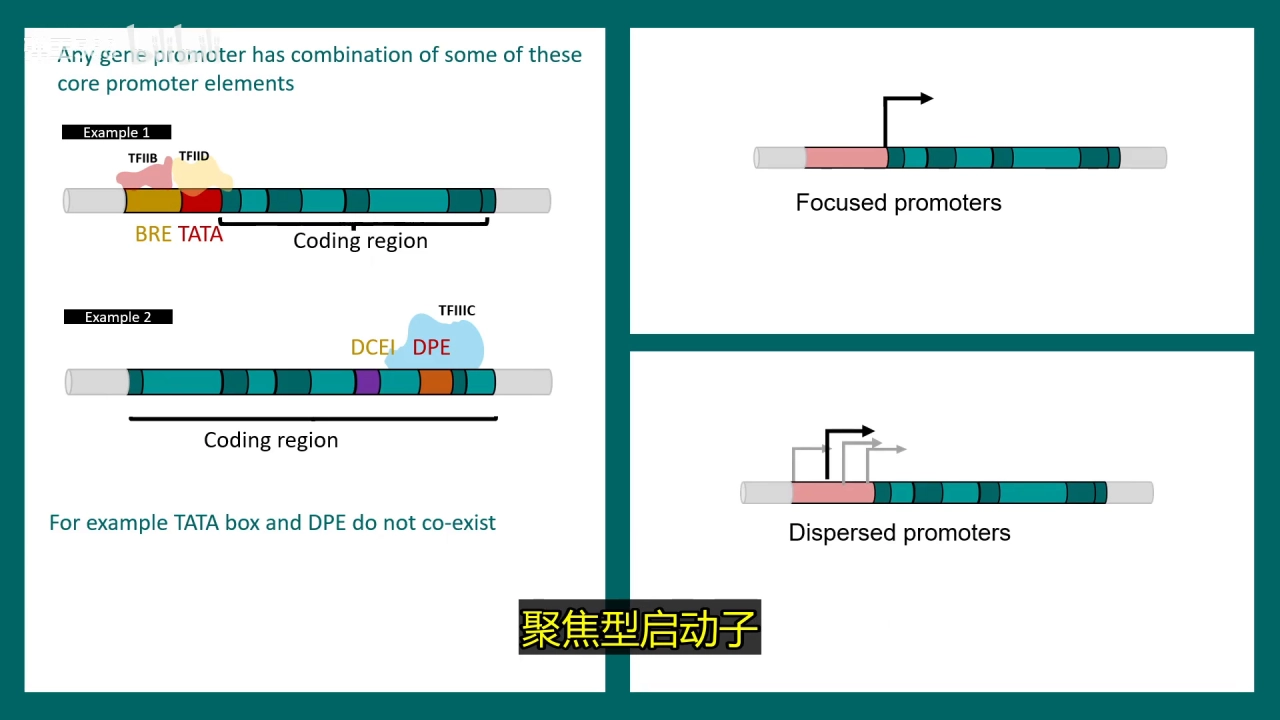 Any gene promoter has combination of some of these
core promoter elements
Example 1
TFIIB
TFIID
BRE TATA
Coding region
Example 2
TFIIIC
DCEI DPE
Coding region
For example TATA box and DPE do not co-exist
Focused promoters
Dispersed promoters
聚焦型启动子